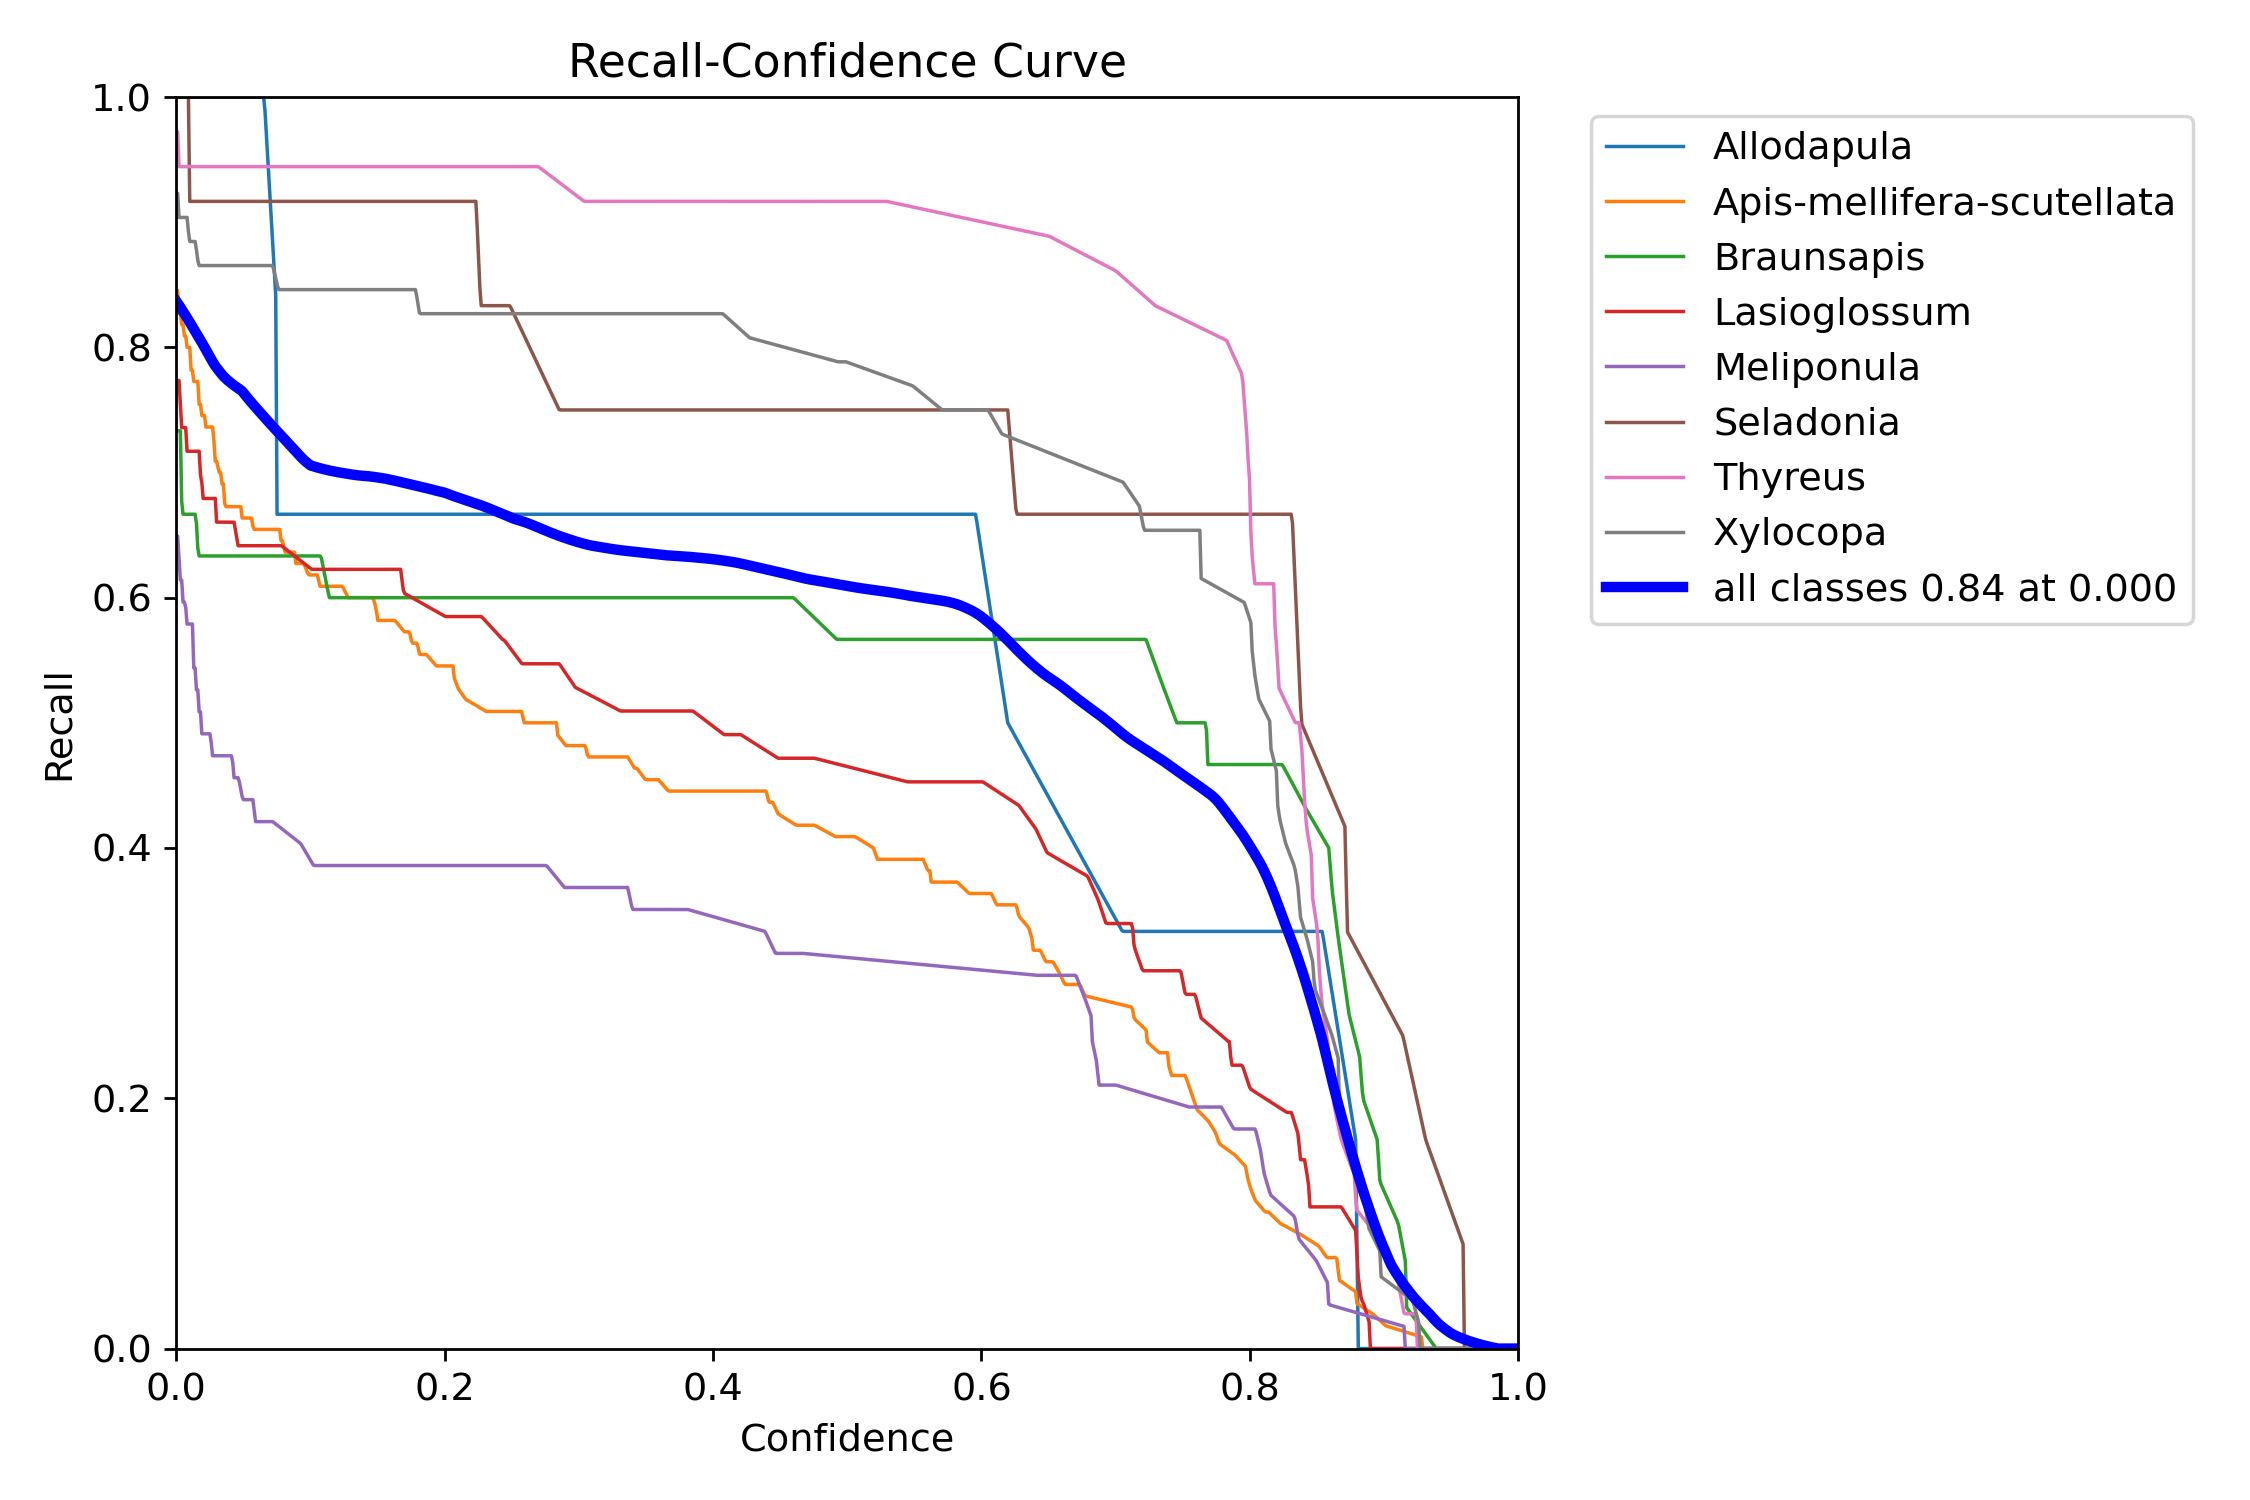 Recall-Confidence Curve
1.0
0.8
0.6
0.4
0.2
0.0
Recall
0.0 0.2 0.4 0.6 0.8 1.0
Confidence
Allodapula
Apis-mellifera-scutellata
Braunsapis
Lasioglossum
Meliponula
Seladonia
Thyreus
Xylocopa
all classes 0.84 at 0.000